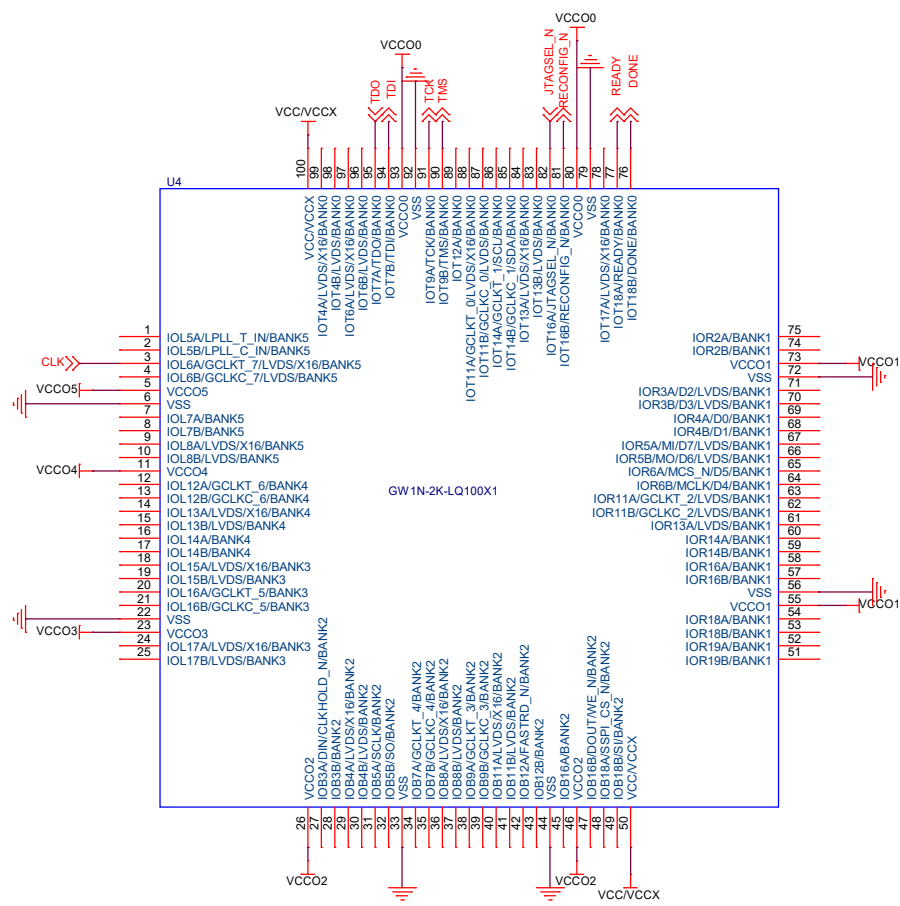 VCCO0
VCCO0
VCC/VCCX
TDO
TDI
TCK
TMS
JTAGSEL_N
RECONFIG_N
READY
DONE
U4
100
99
98
97
96
95
94
93
92
91
90
89
88
87
86
85
84
83
82
81
80
79
78
77
76
VCC/VCCX
IOT4A/LVDS/X16/BANK0
IOT4B/LVDS/BANK0
IOT6A/LVDS/X16/BANK0
IOT6B/LVDS/BANK0
IOT7A/TDO/BANK0
IOT7B/TDI/BANK0
VCCO0
VSS
IOT9A/TCK/BANK0
IOT9B/TMS/BANK0
IOT12A/BANK0
IOT11A/GCLKT_0/LVDS/X16/BANK0
IOT11B/GCLKC_0/LVDS/BANK0
IOT14A/GCLKT_1/SCL/BANK0
IOT14B/GCLKC_1/SDA/BANK0
IOT13A/LVDS/X16/BANK0
IOT13B/LVDS/BANK0
IOT16A/JTAGSEL_N/BANK0
IOT16B/RECONFIG_N/BANK0
VCCO0
VSS
IOT17A/LVDS/X16/BANK0
IOT18A/READY/BANK0
IOT18B/DONE/BANK0
1 IOL5A/LPLL_T_IN/BANK5
2 IOL5B/LPLL_C_IN/BANK5
CLK 3 IOL6A/GCLKT_7/LVDS/X16/BANK5
4 IOL6B/GCLKC_7/LVDS/BANK5
VCCO5 5 VCCO5
6 VSS
7 IOL7A/BANK5
8 IOL7B/BANK5
9 IOL8A/LVDS/X16/BANK5
10 IOL8B/LVDS/BANK5
VCCO4 11 VCCO4
12 IOL12A/GCLKT_6/BANK4
13 IOL12B/GCLKC_6/BANK4
14 IOL13A/LVDS/X16/BANK4
15 IOL13B/LVDS/BANK4
16 IOL14A/BANK4
17 IOL14B/BANK4
18 IOL15A/LVDS/X16/BANK3
19 IOL15B/LVDS/BANK3
20 IOL16A/GCLKT_5/BANK3
21 IOL16B/GCLKC_5/BANK3
22 VSS
VCCO3 23 VCCO3
24 IOL17A/LVDS/X16/BANK3
25 IOL17B/LVDS/BANK3
GW1N-2K-LQ100X1
IOR2A/BANK1 75
IOR2B/BANK1 74
VCCO1 73 VCCO1
VSS 72
IOR3A/D2/LVDS/BANK1 71
IOR3B/D3/LVDS/BANK1 70
IOR4A/D0/BANK1 69
IOR4B/D1/BANK1 68
IOR5A/MI/D7/LVDS/BANK1 67
IOR5B/MO/D6/LVDS/BANK1 66
IOR6A/MCS_N/D5/BANK1 65
IOR6B/MCLK/D4/BANK1 64
IOR11A/GCLKT_2/LVDS/BANK1 63
IOR11B/GCLKC_2/LVDS/BANK1 62
IOR13A/LVDS/BANK1 61
IOR14A/BANK1 60
IOR14B/BANK1 59
IOR16A/BANK1 58
IOR16B/BANK1 57
VSS 56
VCCO1 55 VCCO1
IOR18A/BANK1 54
IOR18B/BANK1 53
IOR19A/BANK1 52
IOR19B/BANK1 51
VCCO2
IOB3A/DIN/CLKHOLD_N/BANK2
IOB3B/BANK2
IOB4A/LVDS/X16/BANK2
IOB4B/LVDS/BANK2
IOB5A/SCLK/BANK2
IOB5B/SO/BANK2
VSS
IOB7A/GCLKT_4/BANK2
IOB7B/GCLKC_4/BANK2
IOB8A/LVDS/X16/BANK2
IOB8B/LVDS/BANK2
IOB9A/GCLKT_3/BANK2
IOB9B/GCLKC_3/BANK2
IOB11A/LVDS/X16/BANK2
IOB11B/LVDS/BANK2
IOB12A/FASTRD_N/BANK2
OB12B/BANK2
VSS
IOB16A/BANK2
VCCO2
IOB16B/DOUT/WE_N/BANK2
IOB18A/SSPI_CS_N/BANK2
IOB18B/SI/BANK2
VCC/VCCX
26
27
28
29
30
31
32
33
34
35
36
37
38
39
40
41
42
43
44
45
46
47
48
49
50
VCCO2
VCCO2
VCC/VCCX